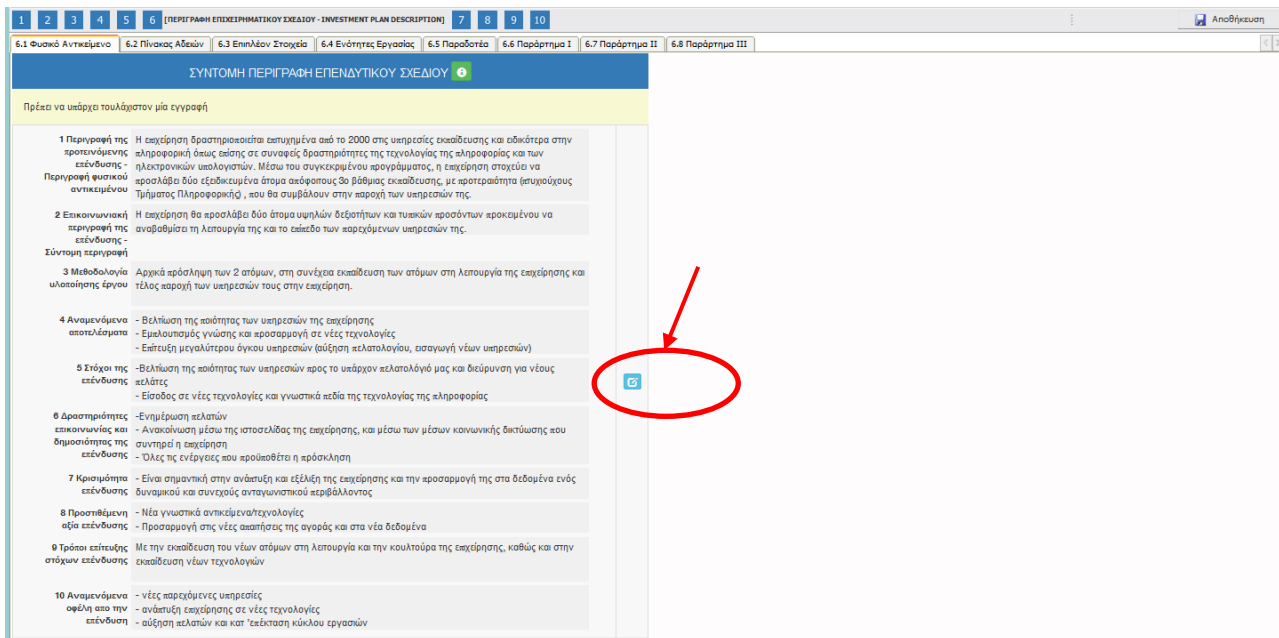 1 2 3 4 5 6 [ΠΕΡΙΓΡΑΦΗ ΕΠΙΧΕΙΡΗΜΑΤΙΚΟΥ ΣΧΕΔΙΟΥ - INVESTMENT PLAN DESCRIPTION] 7 8 9 10 Αποθήκευση
6.1 Φυσικό Αντικείμενο 6.2 Πίνακας Αδειών 6.3 Επιπλέον Στοιχεία 6.4 Ενότητες Εργασίας 6.5 Παραδοτέα 6.6 Παράρτημα I 6.7 Παράρτημα II 6.8 Παράρτημα III
ΣΥΝΤΟΜΗ ΠΕΡΙΓΡΑΦΗ ΕΠΕΝΔΥΤΙΚΟΥ ΣΧΕΔΙΟΥ
Πρέπει να υπάρχει τουλάχιστον μία εγγραφή
1 Περιγραφή της
προτεινόμενης
επένδυσης -
Περιγραφή φυσικού
αντικειμένου
Η επιχείρηση δραστηριοποιείται επιτυχημένα από το 2000 στις υπηρεσίες εκπαίδευσης και ειδικότερα στην
πληροφορική όπως επίσης σε συναφείς δραστηριότητες της τεχνολογίας της πληροφορίας και των
ηλεκτρονικών υπολογιστών. Μέσω του συγκεκριμένου προγράμματος, η επιχείρηση στοχεύει να
προσλάβει δύο εξειδικευμένα άτομα απόφοιτους 3ο βάθμιας εκπαίδευσης, με προτεραιότητα (πτυχιούχους
Τμήματος Πληροφορικής) , που θα συμβάλουν στην παροχή των υπηρεσιών της.
2 Επικοινωνιακή
περιγραφή της
επένδυσης -
Σύντομη περιγραφή
Η επιχείρηση θα προσλάβει δύο άτομα υψηλών δεξιοτήτων και τυπικών προσόντων προκειμένου να
αναβαθμίσει τη λειτουργία της και το επίπεδο των παρεχόμενων υπηρεσιών της.
3 Μεθοδολογία
υλοποίησης έργου
Αρχικά πρόσληψη των 2 ατόμων, στη συνέχεια εκπαίδευση των ατόμων στη λειτουργία της επιχείρησης και
τέλος παροχή των υπηρεσιών τους στην επιχείρηση.
4 Αναμενόμενα
αποτελέσματα
- Βελτίωση της ποιότητας των υπηρεσιών της επιχείρησης
- Εμπλουτισμός γνώσης και προσαρμογή σε νέες τεχνολογίες
- Επίτευξη μεγαλύτερου όγκου υπηρεσιών (αύξηση πελατολογίου, εισαγωγή νέων υπηρεσιών)
5 Στόχοι της
επένδυσης
-Βελτίωση της ποιότητας των υπηρεσιών προς το υπάρχον πελατολόγιό μας και διεύρυνση για νέους
πελάτες
- Είσοδος σε νέες τεχνολογίες και γνωστικά πεδία της τεχνολογίας της πληροφορίας
6 Δραστηριότητες
επικοινωνίας και
δημοσιότητας της
επένδυσης
-Ενημέρωση πελατών
- Ανακοίνωση μέσω της ιστοσελίδας της επιχείρησης, και μέσω των μέσων κοινωνικής δικτύωσης που
συντηρεί η επιχείρηση
- Όλες τις ενέργειες που προϋποθέτει η πρόσκληση
7 Κρισιμότητα
επένδυσης
- Είναι σημαντική στην ανάπτυξη και εξέλιξη της επιχείρησης και την προσαρμογή της στα δεδομένα ενός
δυναμικού και συνεχούς ανταγωνιστικού περιβάλλοντος
8 Προστιθέμενη
αξία επένδυσης
- Νέα γνωστικά αντικείμενα/τεχνολογίες
- Προσαρμογή στις νέες απαιτήσεις της αγοράς και στα νέα δεδομένα
9 Τρόποι επίτευξης
στόχων επένδυσης
Με την εκπαίδευση του νέων ατόμων στη λειτουργία και την κουλτούρα της επιχείρησης, καθώς και στην
εκπαίδευση νέων τεχνολογιών
10 Αναμενόμενα
οφέλη απο την
επένδυση
- νέες παρεχόμενες υπηρεσίες
- ανάπτυξη επιχείρησης σε νέες τεχνολογίες
- αύξηση πελατών και κατ 'επέκταση κύκλου εργασιών